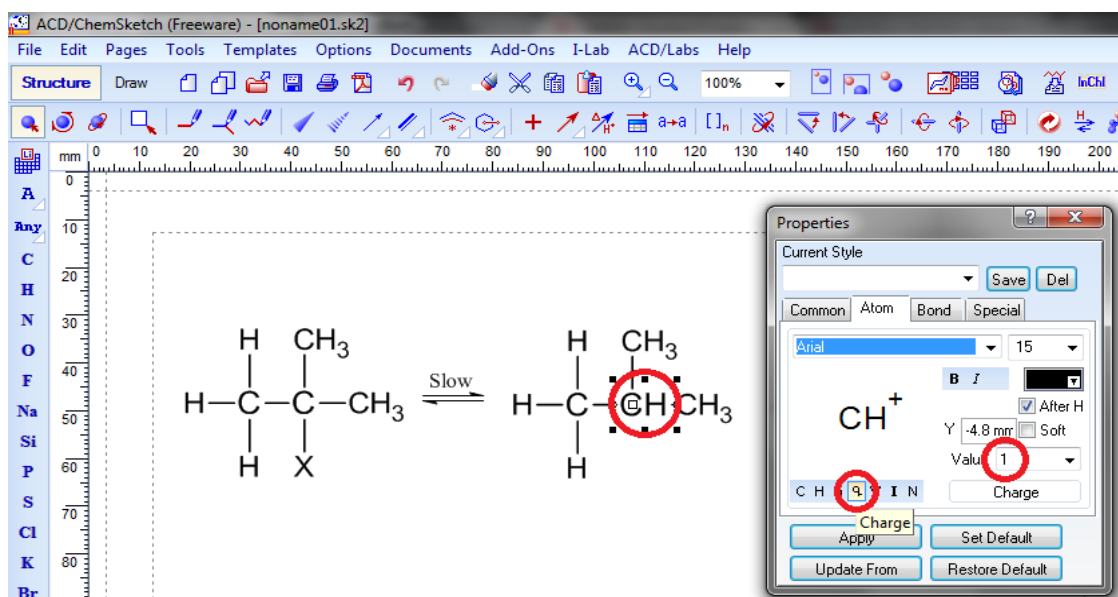 ACD/ChemSketch (Freeware) - [noname01.sk2]
File Edit Pages Tools Templates Options Documents Add-Ons I-Lab ACD/Labs Help
Structure Draw 100% InChI
a→a []n
mm 0 10 20 30 40 50 60 70 80 90 100 110 120 130 140 150 160 170 180 190 200
0
10
20
30
40
50
60
70
80
A
Any
C
H
N
O
F
Na
Si
P
S
Cl
K
Br
H CH3
H C C CH3
H X
Slow
H CH3
H C CH CH3
H
Properties
Current Style
Save Del
Common Atom Bond Special
Arial 15
B I
After H
CH+
Y -4.8 mm Soft
Value 1
C H q I N Charge
Charge
Apply Set Default
Update From Restore Default